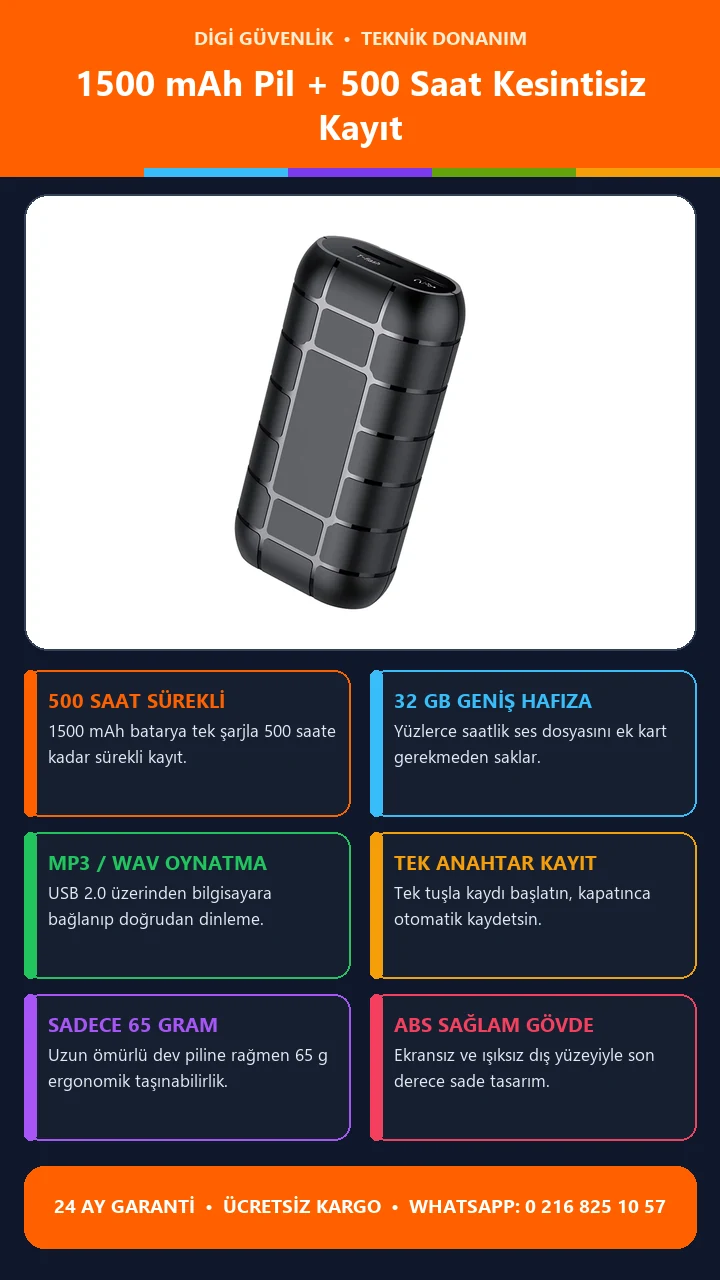 DİGİ GÜVENLİK • TEKNİK DONANIM
1500 mAh Pil + 500 Saat Kesintisiz
Kayıt
500 SAAT SÜREKLİ
1500 mAh batarya tek şarjla 500 saate
kadar sürekli kayıt.
32 GB GENİŞ HAFIZA
Yüzlerce saatlik ses dosyasını ek kart
gerekmeden saklar.
MP3 / WAV OYNATMA
USB 2.0 üzerinden bilgisayara
bağlanıp doğrudan dinleme.
TEK ANAHTAR KAYIT
Tek tuşla kaydı başlatın, kapatınca
otomatik kaydetsin.
SADECE 65 GRAM
Uzun ömürlü dev piline rağmen 65 g
ergonomik taşınabilirlik.
ABS SAĞLAM GÖVDE
Ekransız ve ışıksız dış yüzeyiyle son
derece sade tasarım.
24 AY GARANTİ • ÜCRETSİZ KARGO • WHATSAPP: 0 216 825 10 57